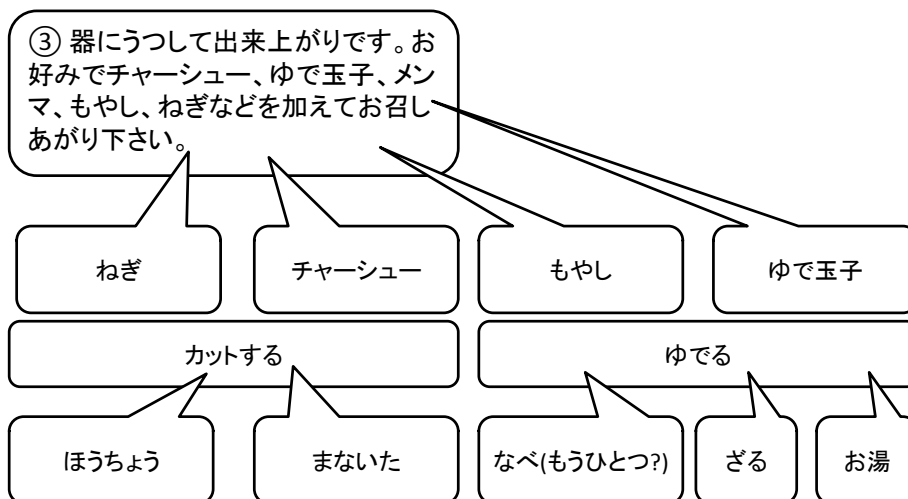 ③ 器にうつして出来上がりです。お
好みでチャーシュー、ゆで玉子、メン
マ、もやし、ねぎなどを加えてお召し
あがり下さい。
ねぎ
チャーシュー
もやし
ゆで玉子
カットする
ゆでる
ほうちょう
まないた
なべ(もうひとつ?)
ざる
お湯